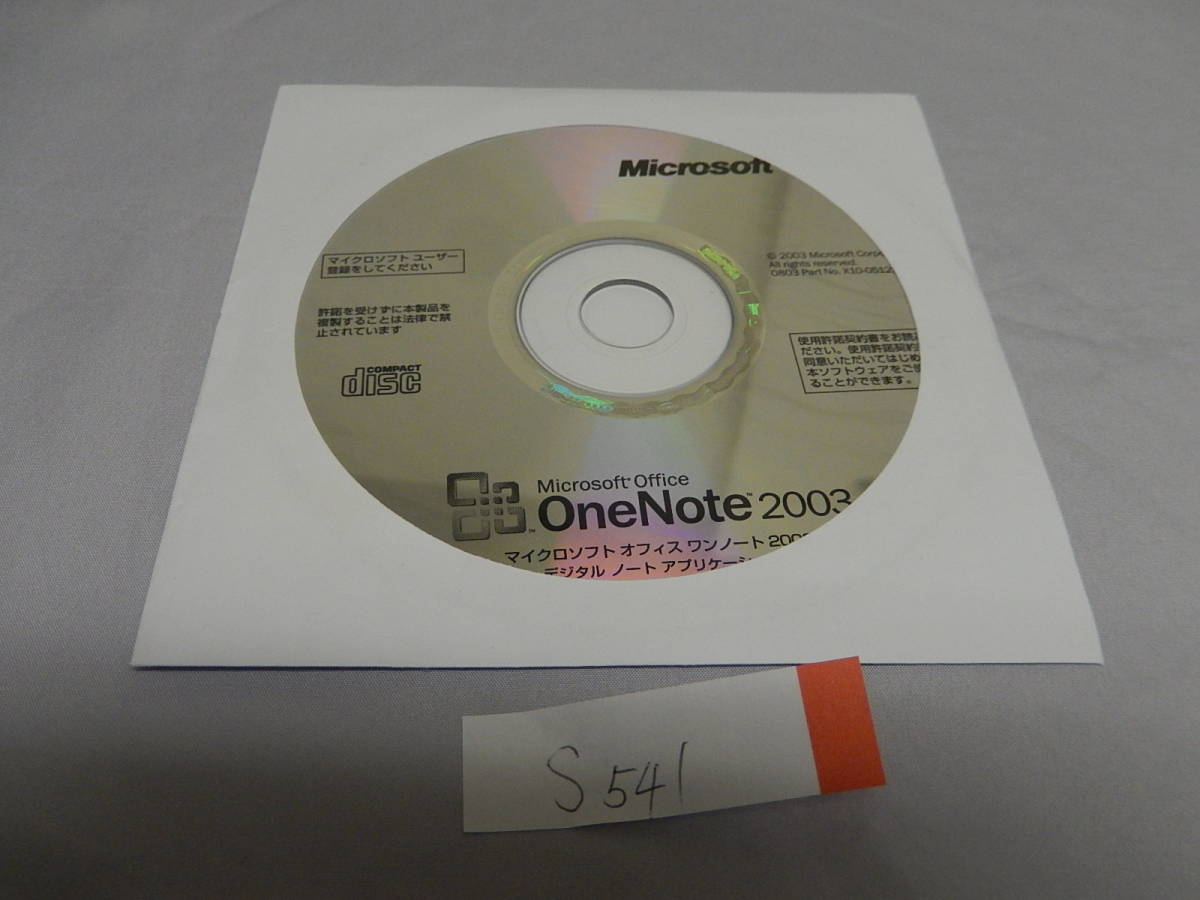 Microsoft
マイクロソフト ユーザー
登録をしてください
© 2003 Microsoft Corp
All rights reserved.
0803 Part No. X10-0512
許諾を受けずに本製品を
複製することは法律で禁
止されています
使用許諾契約書をお読
ださい。使用許諾契約
同意いただいてはじめ
本ソフトウェアをご使
ることができます。
COMPACT
disc
Microsoft® Office
OneNote™ 2003
マイクロソフト オフィス ワンノート 2003
デジタル ノート アプリケーシ
S541